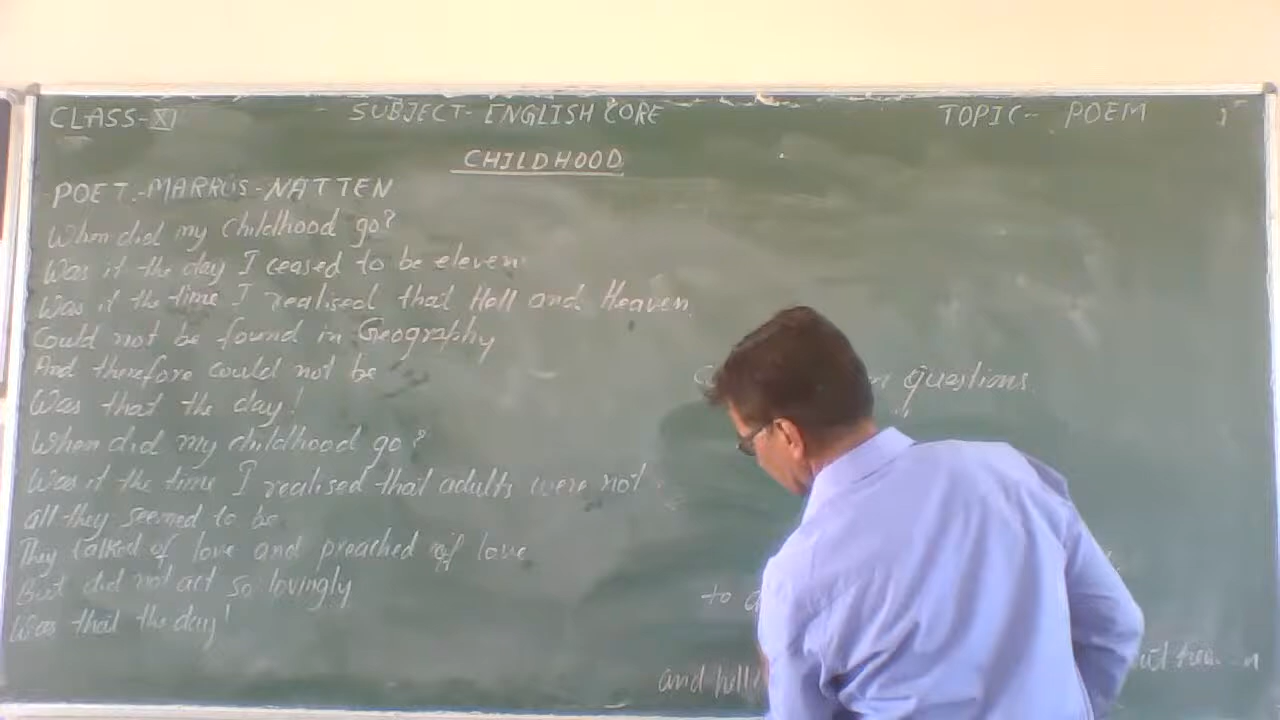 CLASS-XI
SUBJECT-ENGLISH CORE
TOPIC- POEM
CHILDHOOD
POET.-MARRUS-NATTEN
When did my childhood go?
Was it the day I ceased to be eleven
Was it the time I realised that Hell and Heaven
Could not be found in Geography
And therefore could not be
Was that the day!
When did my childhood go?
Was it the time I realised that adults were not
all they seemed to be
They talked of love and preached of love
But did not act so lovingly
Was that the day!
questions
to
and hell